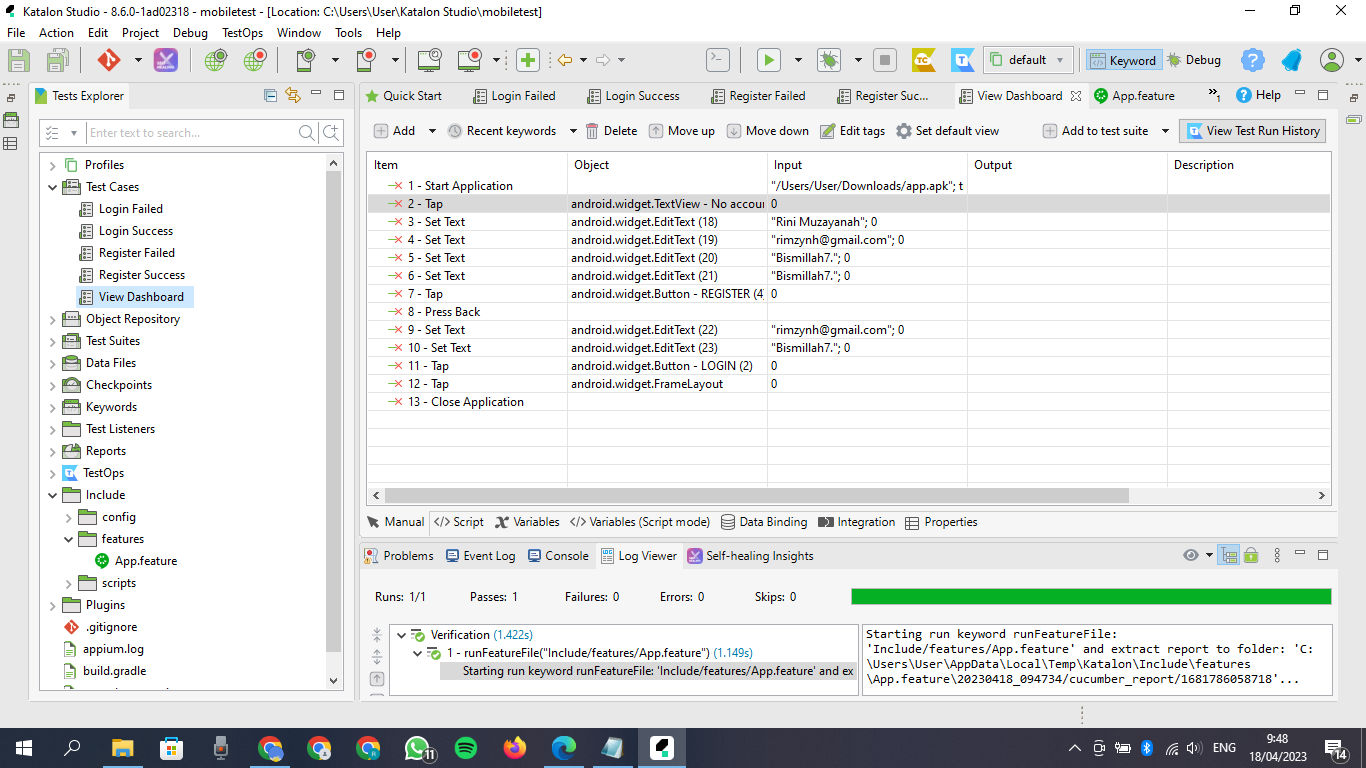 Katalon Studio - 8.6.0-1ad02318 - mobiletest - [Location: C:\Users\User\Katalon Studio\mobiletest]
File Action Edit Project Debug TestOps Window Tools Help
default Keyword Debug
Tests Explorer
Enter text to search...
Profiles
Test Cases
Login Failed
Login Success
Register Failed
Register Success
View Dashboard
Object Repository
Test Suites
Data Files
Checkpoints
Keywords
Test Listeners
Reports
TestOps
Include
config
features
App.feature
scripts
Plugins
.gitignore
appium.log
build.gradle
Quick Start Login Failed Login Success Register Failed Register Suc... View Dashboard App.feature »1 Help
Add Recent keywords Delete Move up Move down Edit tags Set default view Add to test suite View Test Run History
Item Object Input Output Description
1 - Start Application "/Users/User/Downloads/app.apk"; t
2 - Tap android.widget.TextView - No accour 0
3 - Set Text android.widget.EditText (18) "Rini Muzayanah"; 0
4 - Set Text android.widget.EditText (19) "rimzynh@gmail.com"; 0
5 - Set Text android.widget.EditText (20) "Bismillah7."; 0
6 - Set Text android.widget.EditText (21) "Bismillah7."; 0
7 - Tap android.widget.Button - REGISTER (4) 0
8 - Press Back
9 - Set Text android.widget.EditText (22) "rimzynh@gmail.com"; 0
10 - Set Text android.widget.EditText (23) "Bismillah7."; 0
11 - Tap android.widget.Button - LOGIN (2) 0
12 - Tap android.widget.FrameLayout 0
13 - Close Application
Manual </> Script Variables </> Variables (Script mode) Data Binding Integration Properties
Problems Event Log Console Log Viewer Self-healing Insights
Runs: 1/1 Passes: 1 Failures: 0 Errors: 0 Skips: 0
Verification (1.422s)
1 - runFeatureFile("Include/features/App.feature") (1.149s)
Starting run keyword runFeatureFile: 'Include/features/App.feature' and ex
Starting run keyword runFeatureFile:
'Include/features/App.feature' and extract report to folder: 'C:
\Users\User\AppData\Local\Temp\Katalon\Include\features
\App.feature\20230418_094734/cucumber_report/1681786058718'...
11 ENG 9:48
18/04/2023 14